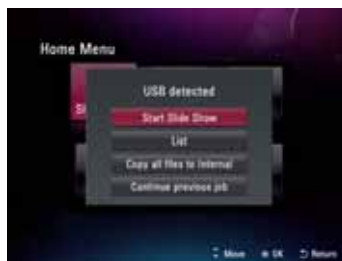 Home Menu
USB detected
Start Slide Show
List
Copy all files to Internal
Continue previous job
Move OK Return